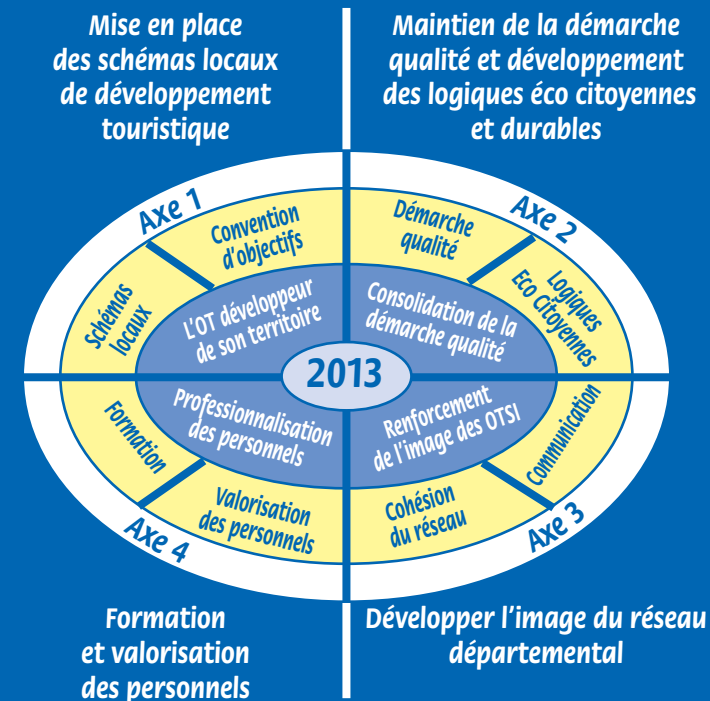 Mise en place
des schémas locaux
de développement
touristique
Maintien de la démarche
qualité et développement
des logiques éco citoyennes
et durables
Axe 1
Convention
d'objectifs
Schémas
locaux
L'OT développeur
de son territoire
Axe 2
Démarche
qualité
Logiques
Eco Citoyennes
Consolidation de la
démarche qualité
2013
Professionnalisation
des personnels
Formation
Valorisation
des personnels
Axe 4
Renforcement
de l'image des OTSI
Communication
Cohésion
du réseau
Axe 3
Formation
et valorisation
des personnels
Développer l'image du réseau
départemental